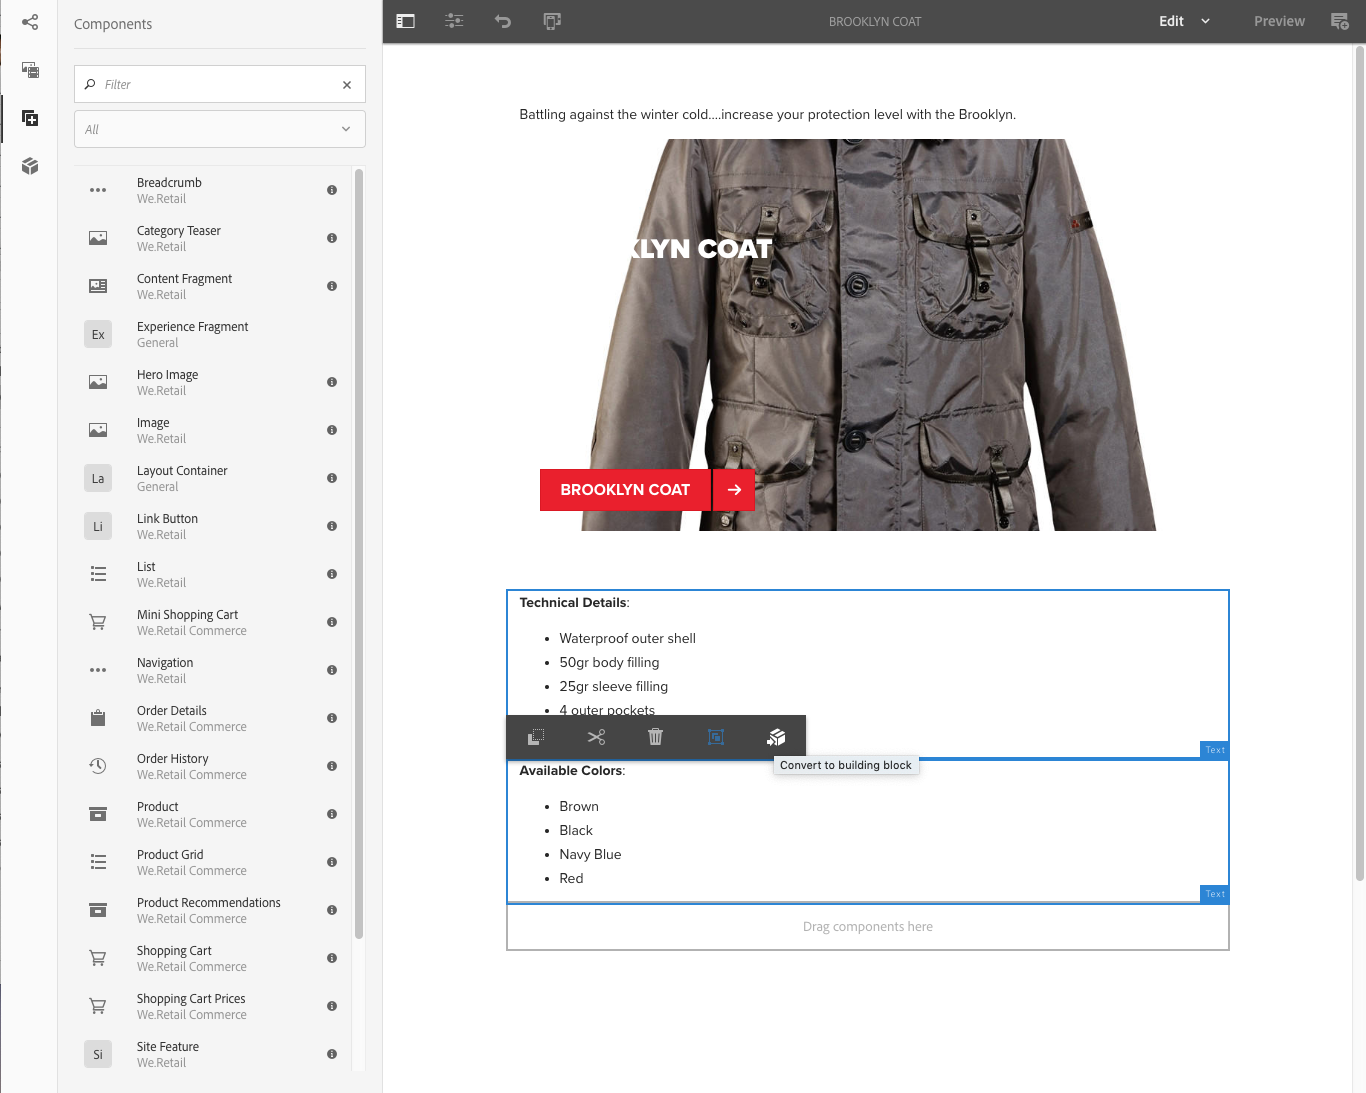 Components
Filter
All
Breadcrumb
We.Retail
Category Teaser
We.Retail
Content Fragment
We.Retail
Ex
Experience Fragment
General
Hero Image
We.Retail
Image
We.Retail
La
Layout Container
General
Li
Link Button
We.Retail
List
We.Retail
Mini Shopping Cart
We.Retail Commerce
Navigation
We.Retail
Order Details
We.Retail Commerce
Order History
We.Retail Commerce
Product
We.Retail Commerce
Product Grid
We.Retail Commerce
Product Recommendations
We.Retail Commerce
Shopping Cart
We.Retail Commerce
Shopping Cart Prices
We.Retail Commerce
Si
Site Feature
We.Retail
BROOKLYN COAT
Edit
Preview
Battling against the winter cold....increase your protection level with the Brooklyn.
KLYN COAT
BROOKLYN COAT
Technical Details:
• Waterproof outer shell
• 50gr body filling
• 25gr sleeve filling
• 4 outer pockets
Text
Convert to building block
Available Colors:
• Brown
• Black
• Navy Blue
• Red
Text
Drag components here